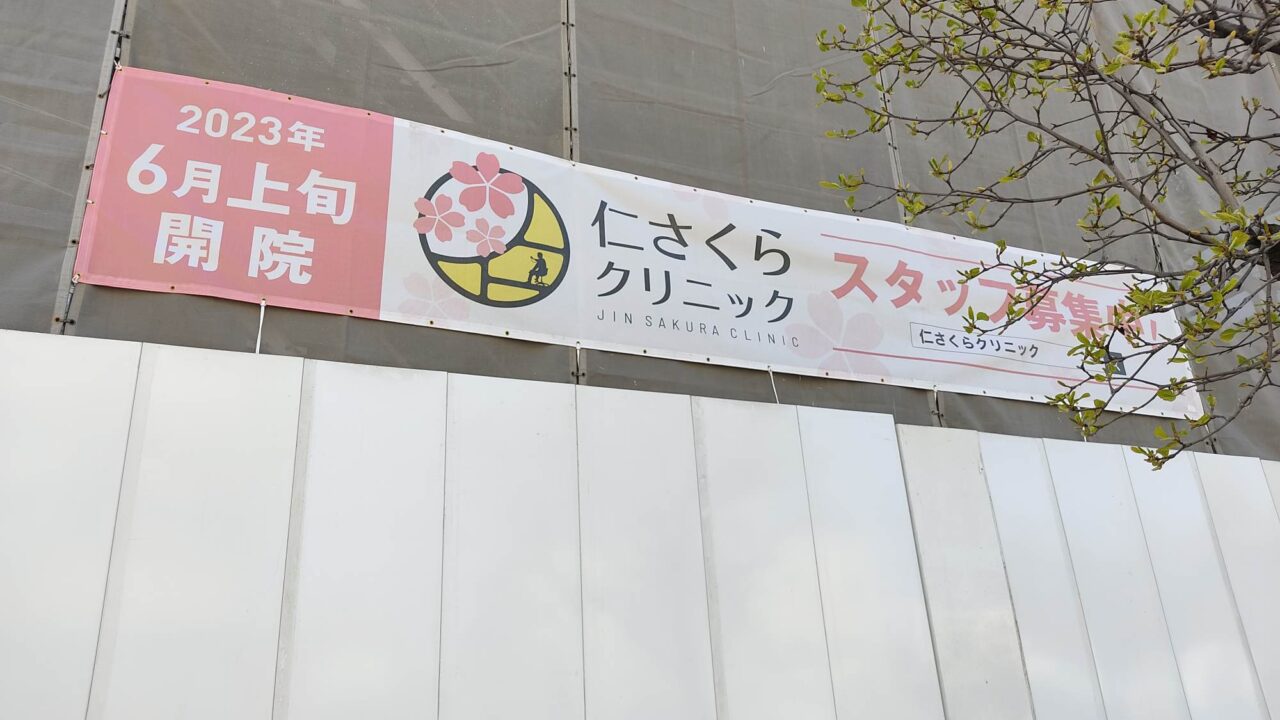 2023年
6月上旬
開院
仁さくら
クリニック
JIN SAKURA CLINIC
スタッフ募集中!
仁さくらクリニック